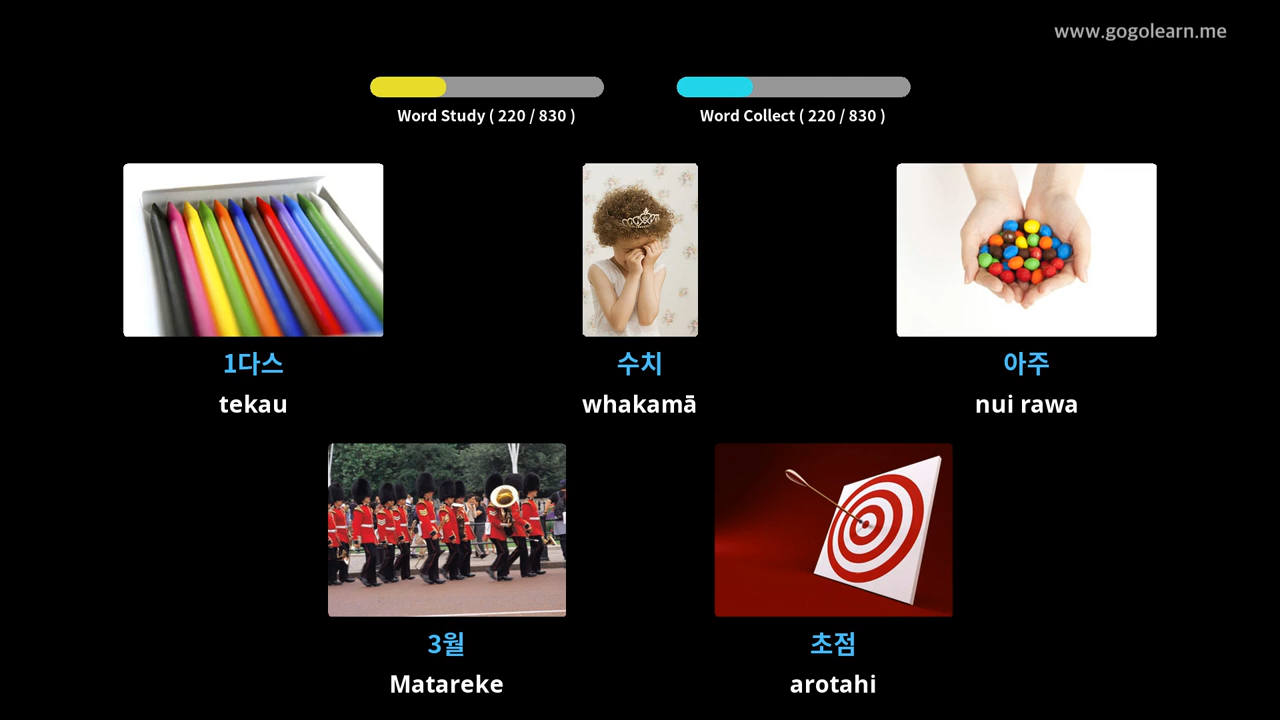 www.gogolearn.me
Word Study ( 220 / 830 )
Word Collect ( 220 / 830 )
1다스
tekau
수치
whakamā
아주
nui rawa
3월
Matareke
초점
arotahi